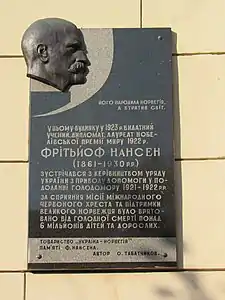 ЙОГО НАРОДИЛА НОРВЕГІЯ,
А ВТРАТИВ СВІТ.
У ЦЬОМУ БУДИНКУ У 1923 Р. ВИДАТНИЙ
ВЧЕНИЙ, ДИПЛОМАТ, ЛАУРЕАТ НОБЕ-
ЛІВСЬКОЇ ПРЕМІЇ МИРУ 1922 Р.
ФРІТЬЙОФ НАНСЕН
(1861-1930 РР.)
ЗУСТРІЧАВСЯ З КЕРІВНИЦТВОМ УРЯДУ
УКРАЇНИ З ПРИВОДУ ДОПОМОГИ У ПО-
ДОЛАННІ ГОЛОДОМОРУ 1921-1922 РР.
ЗА СПРИЯННЯ МІСІЇ МІЖНАРОДНОГО
ЧЕРВОНОГО ХРЕСТА ТА ПІДТРИМКИ
ВЕЛИКОГО НОРВЕЖЦЯ БУЛО ВРЯТО-
ВАНО ВІД ГОЛОДНОЇ СМЕРТІ ПОНАД
6 МІЛЬЙОНІВ ДІТЕЙ ТА ДОРОСЛИХ.
ТОВАРИСТВО "УКРАЇНА-НОРВЕГІЯ"
ПАМ'ЯТІ Ф. НАНСЕНА.
АВТОР О. ТАБАТЧИКОВ